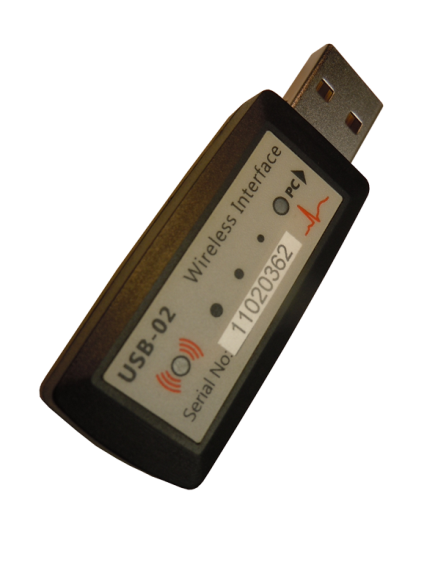 USB-02 Wireless Interface
PC
Serial No: 11020362